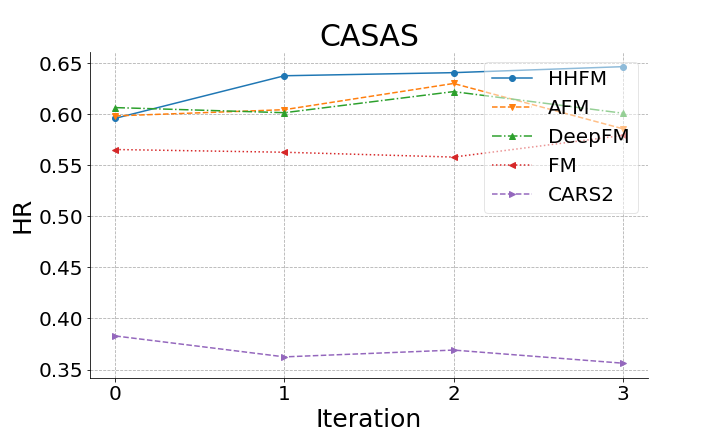 CASAS
HR
0.65
0.60
0.55
0.50
0.45
0.40
0.35
0 1 2 3
Iteration
HHFM
AFM
DeepFM
FM
CARS2